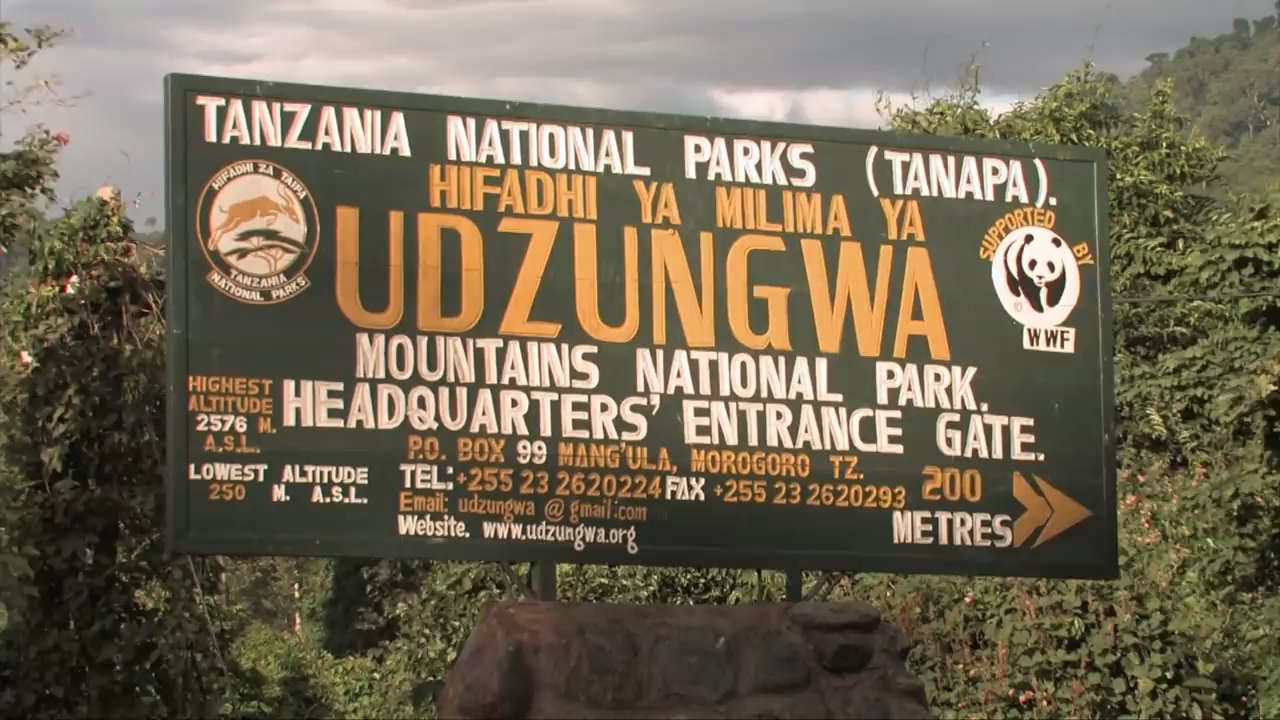 TANZANIA NATIONAL PARKS (TANAPA).
HIFADHI YA MILIMA YA
UDZUNGWA
MOUNTAINS NATIONAL PARK.
HEADQUARTERS' ENTRANCE GATE.
P.O. BOX 99 MANG'ULA, MOROGORO TZ.
TEL:+255 23 2620224 FAX +255 23 2620293
Email: udzungwa @ gmail.com
Website. www.udzungwa.org
HIFADHI ZA TAIFA
TANZANIA
NATIONAL PARKS
HIGHEST
ALTITUDE
2576 M.
A.S.L.
LOWEST ALTITUDE
250 M. A.S.L.
SUPPORTED BY
©
WWF
200
METRES